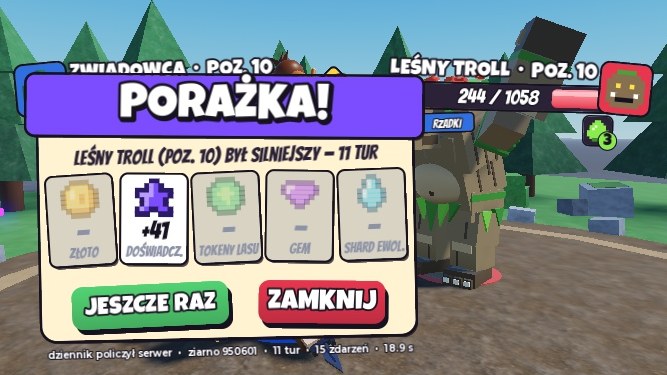 ZWIADOWCA • POZ. 10
LEŚNY TROLL • POZ. 10
244 / 1058
RZADKI
3
PORAŻKA!
LEŚNY TROLL (POZ. 10) BYŁ SILNIEJSZY – 11 TUR
– +47 – – –
ZŁOTO DOŚWIADCZ. TOKENY LASU GEM SHARD EWOL.
JESZCZE RAZ ZAMKNIJ
dziennik policzył serwer • ziarno 950601 • 11 tur • 15 zdarzeń • 18.9 s